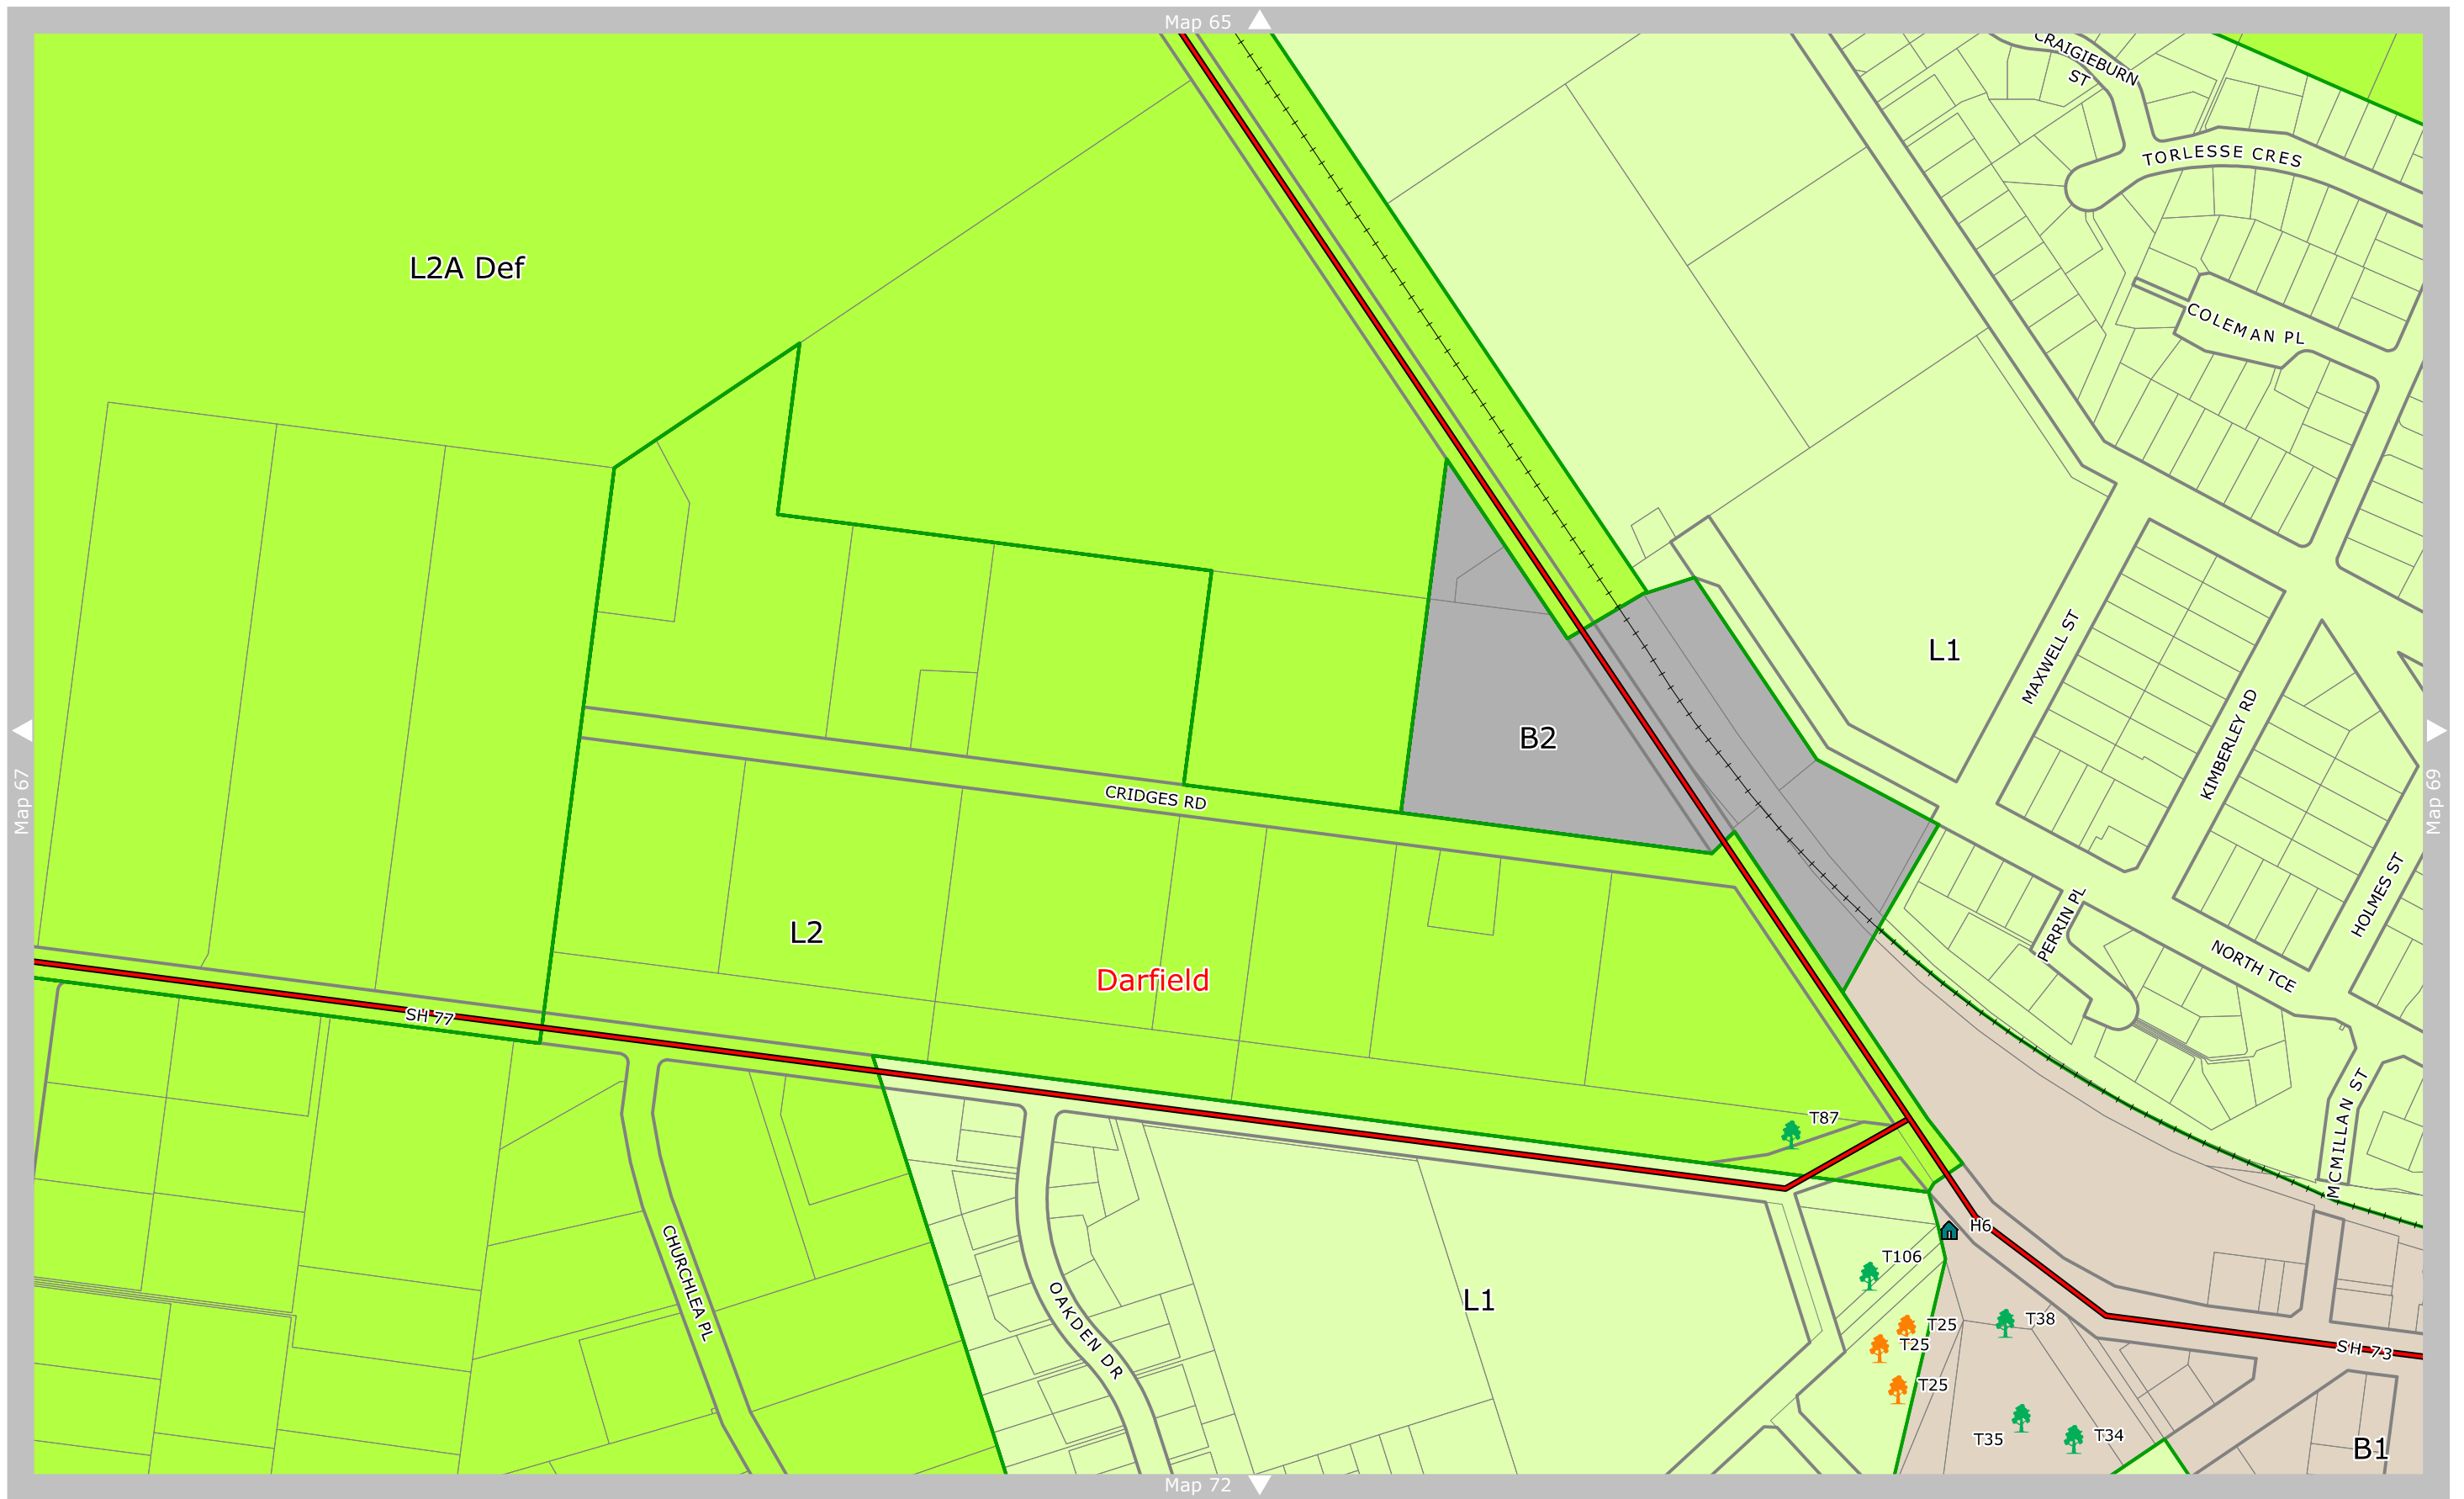 Map 65
CRAIGIEBURN
ST
TORLESSE CRES
L2A Def
COLEMAN PL
MAXWELL ST
L1
KIMBERLEY RD
B2
Map 67
Map 69
CRIDGES RD
HOLMES ST
PERRIN PL
L2
NORTH TCE
Darfield
SH 77
MCMILLAN ST
T87
H6
T106
CHURCHLEA PL
OAKDEN DR
L1
T38
T25
T25
SH 73
T25
T35
T34
B1
Map 72